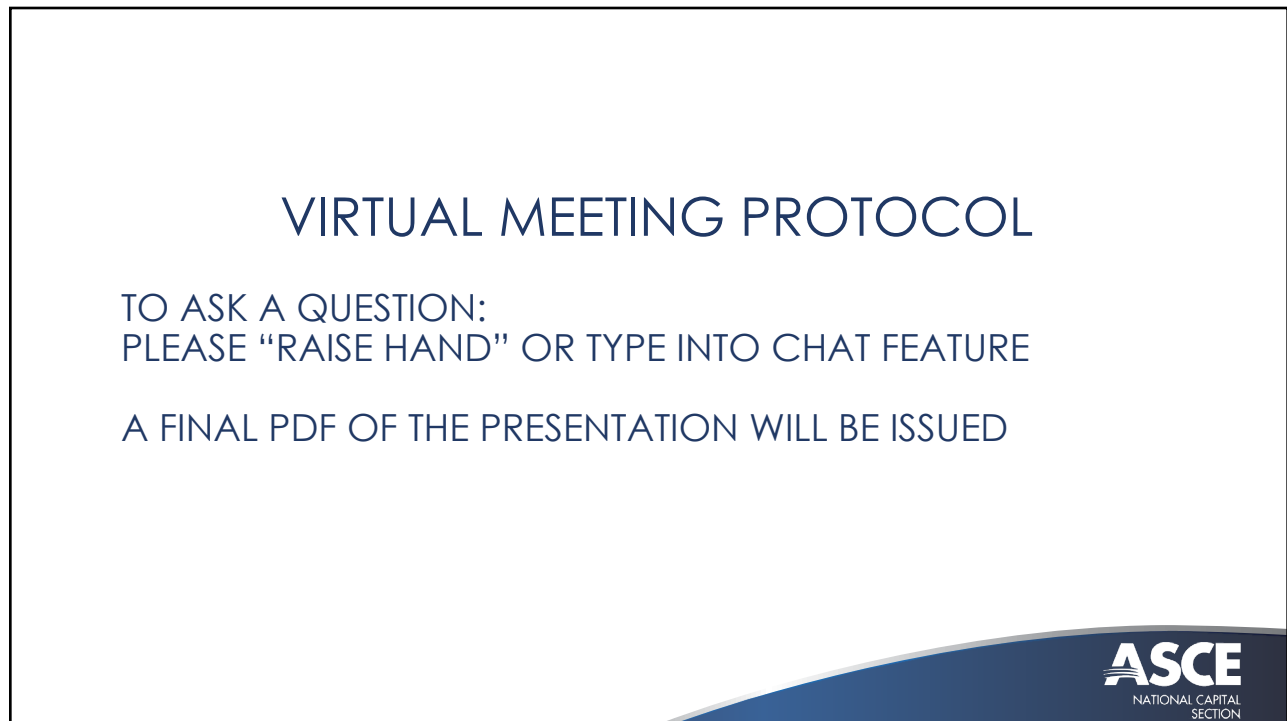 VIRTUAL MEETING PROTOCOL
TO ASK A QUESTION:
PLEASE “RAISE HAND” OR TYPE INTO CHAT FEATURE
A FINAL PDF OF THE PRESENTATION WILL BE ISSUED
ASCE
NATIONAL CAPITAL
SECTION